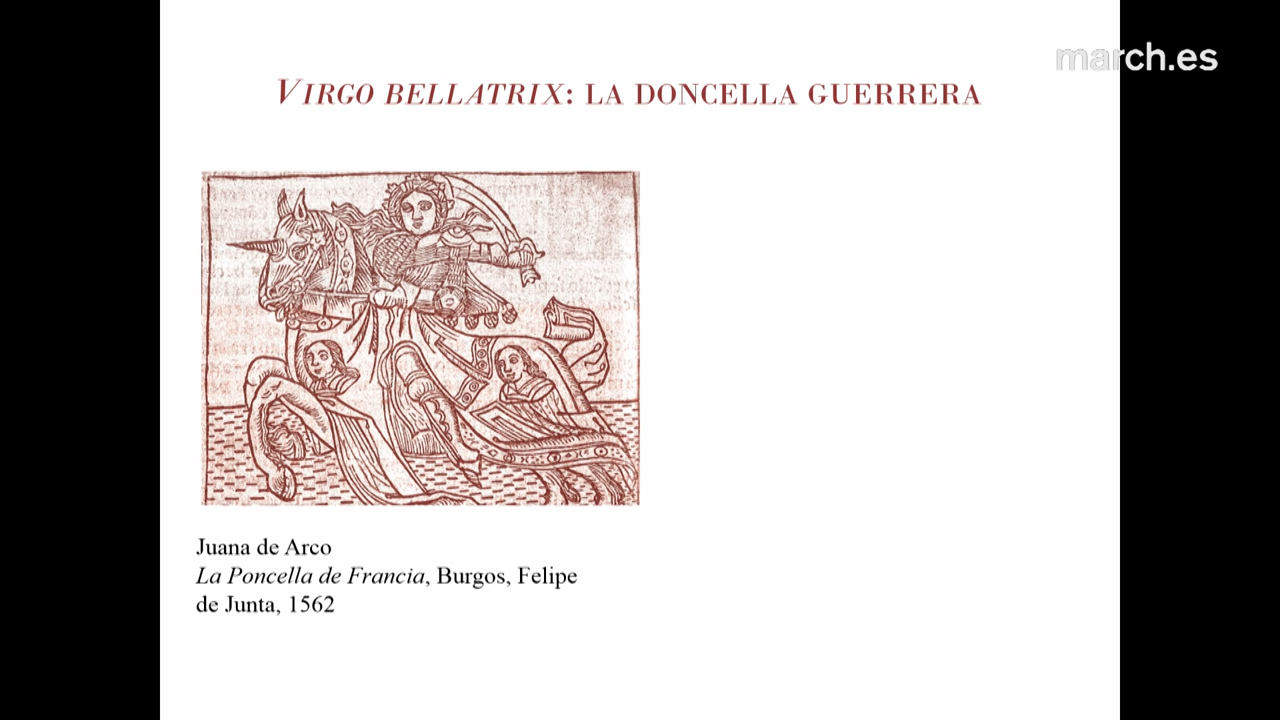 march.es
VIRGO BELLATRIX: LA DONCELLA GUERRERA
Juana de Arco
La Poncella de Francia, Burgos, Felipe
de Junta, 1562